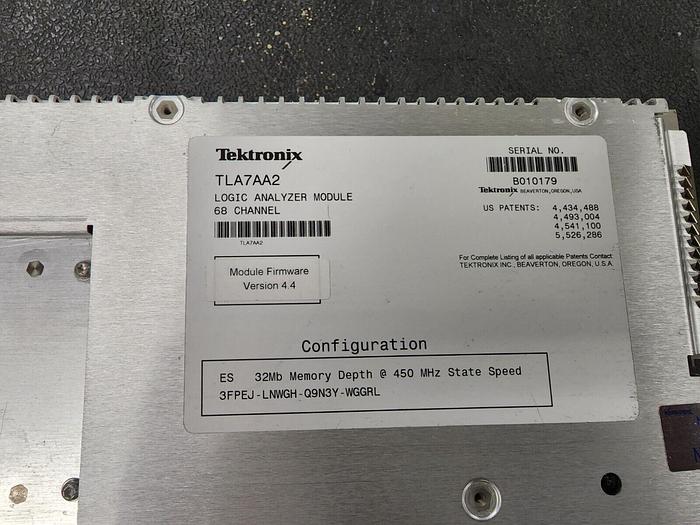 Tektronix
TLA7AA2
LOGIC ANALYZER MODULE
68 CHANNEL
TLA7AA2
Module Firmware
Version 4.4
SERIAL NO.
B010179
Tektronix BEAVERTON, OREGON, USA
US PATENTS: 4,434,488
4,493,004
4,541,100
5,526,286
For Complete Listing of all applicable Patents Contact
TEKTRONIX INC., BEAVERTON, OREGON, U.S.A.
Configuration
ES 32Mb Memory Depth @ 450 MHz State Speed
3FPEJ-LNWGH-Q9N3Y-WGGRL